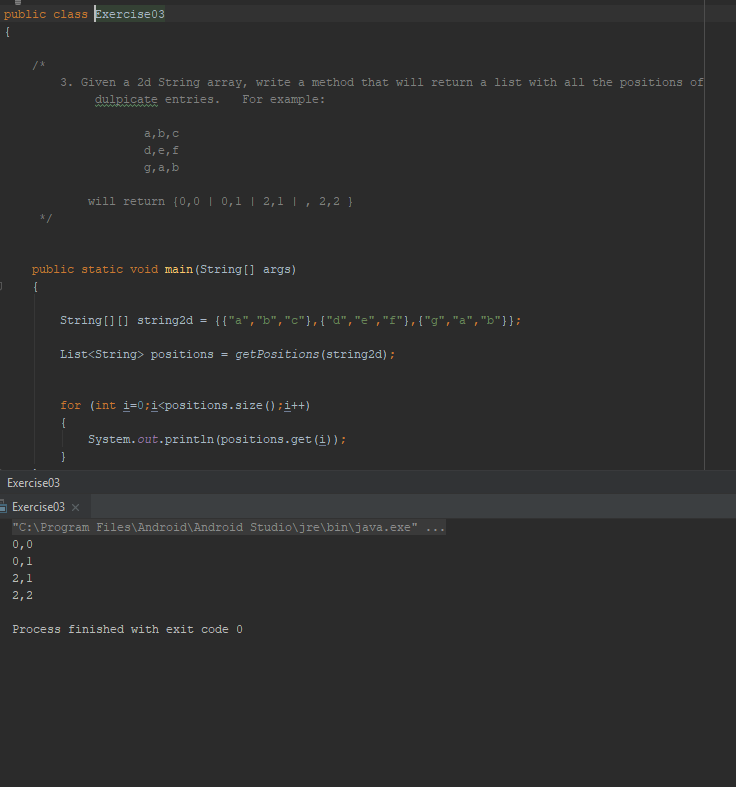 public class Exercise03
{
/*
3. Given a 2d String array, write a method that will return a list with all the positions of
dulpicate entries. For example:
a,b,c
d,e,f
g,a,b
will return {0,0 | 0,1 | 2,1 | , 2,2 }
*/
public static void main(String[] args)
{
String[][] string2d = {{"a","b","c"},{"d","e","f"},{"g","a","b"}};
List<String> positions = getPositions(string2d);
for (int i=0;i<positions.size();i++)
{
System.out.println(positions.get(i));
}
Exercise03
Exercise03 ×
"C:\Program Files\Android\Android Studio\jre\bin\java.exe" ...
0,0
0,1
2,1
2,2
Process finished with exit code 0